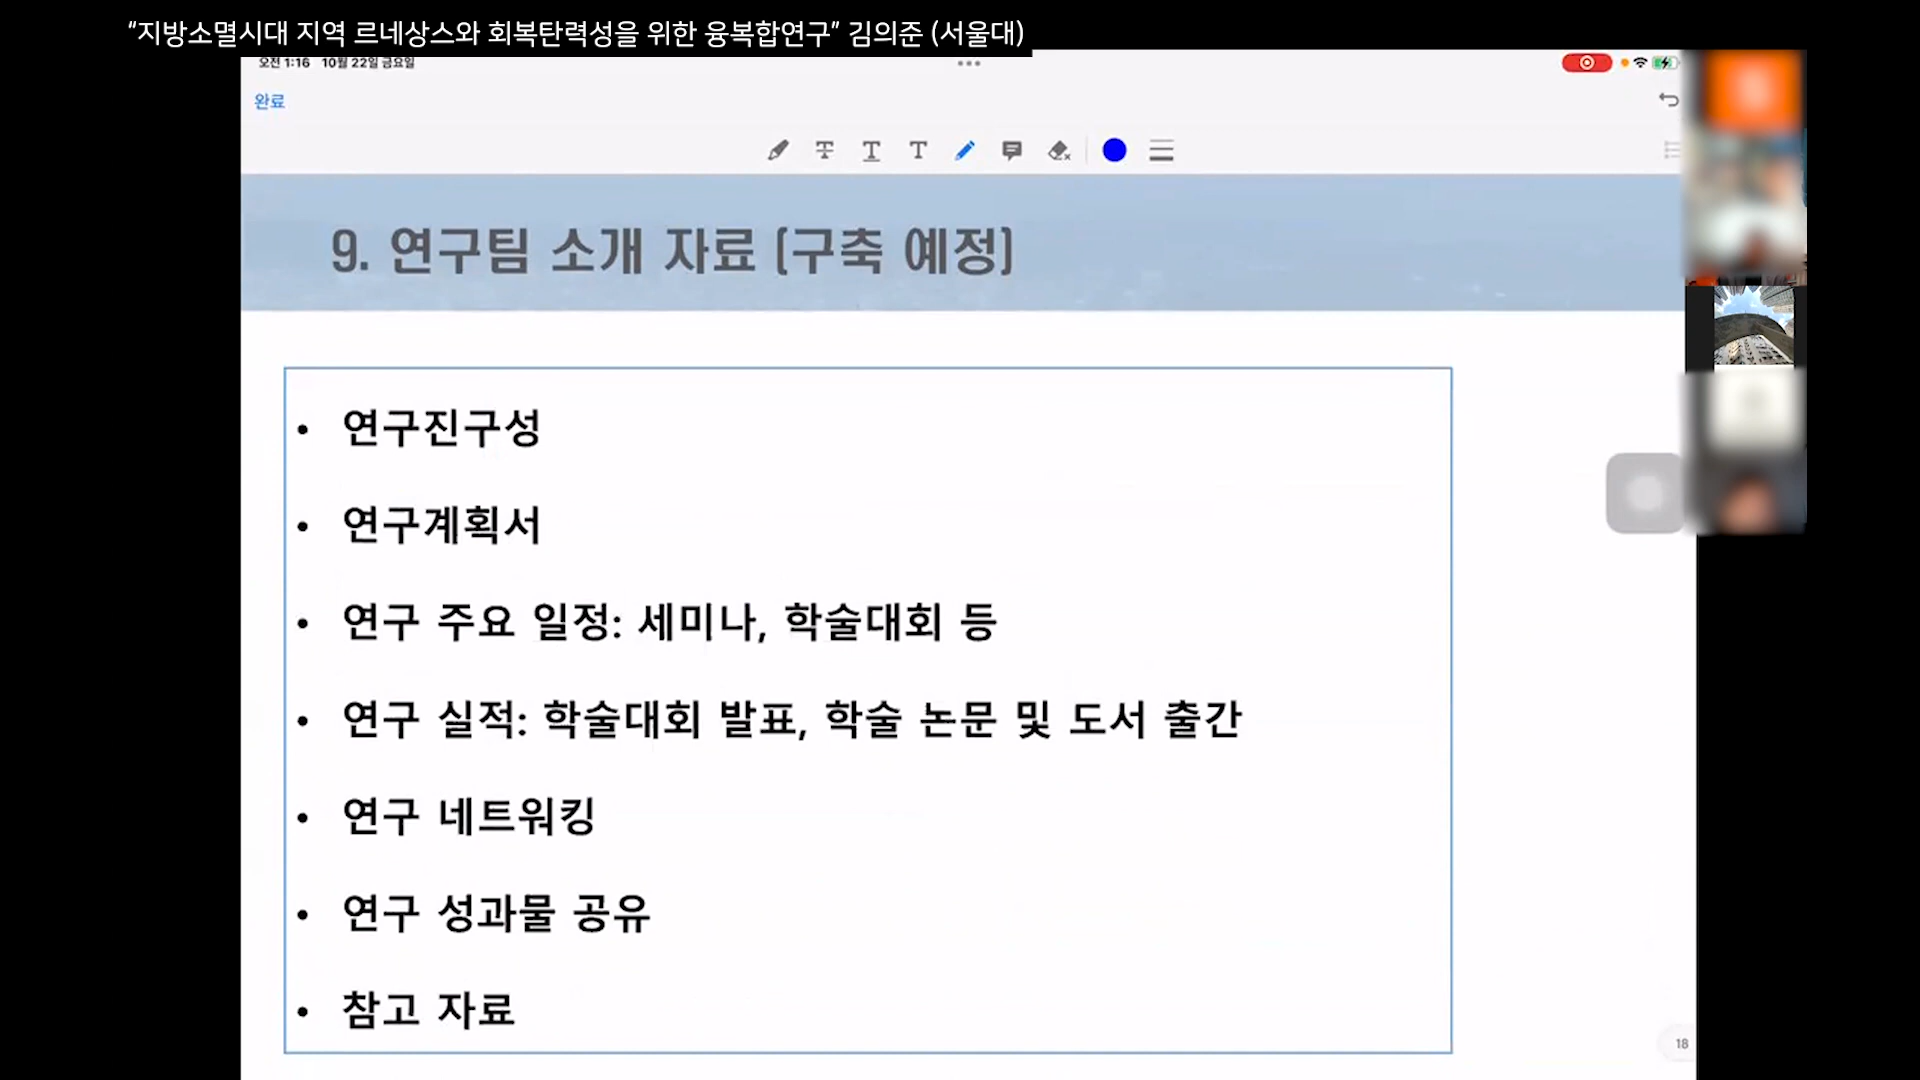 “지방소멸시대 지역 르네상스와 회복탄력성을 위한 융복합연구” 김의준 (서울대)
오전 1:16 10월 22일 금요일
완료
9. 연구팀 소개 자료 (구축 예정)
• 연구진구성
• 연구계획서
• 연구 주요 일정: 세미나, 학술대회 등
• 연구 실적: 학술대회 발표, 학술 논문 및 도서 출간
• 연구 네트워킹
• 연구 성과물 공유
• 참고 자료
18